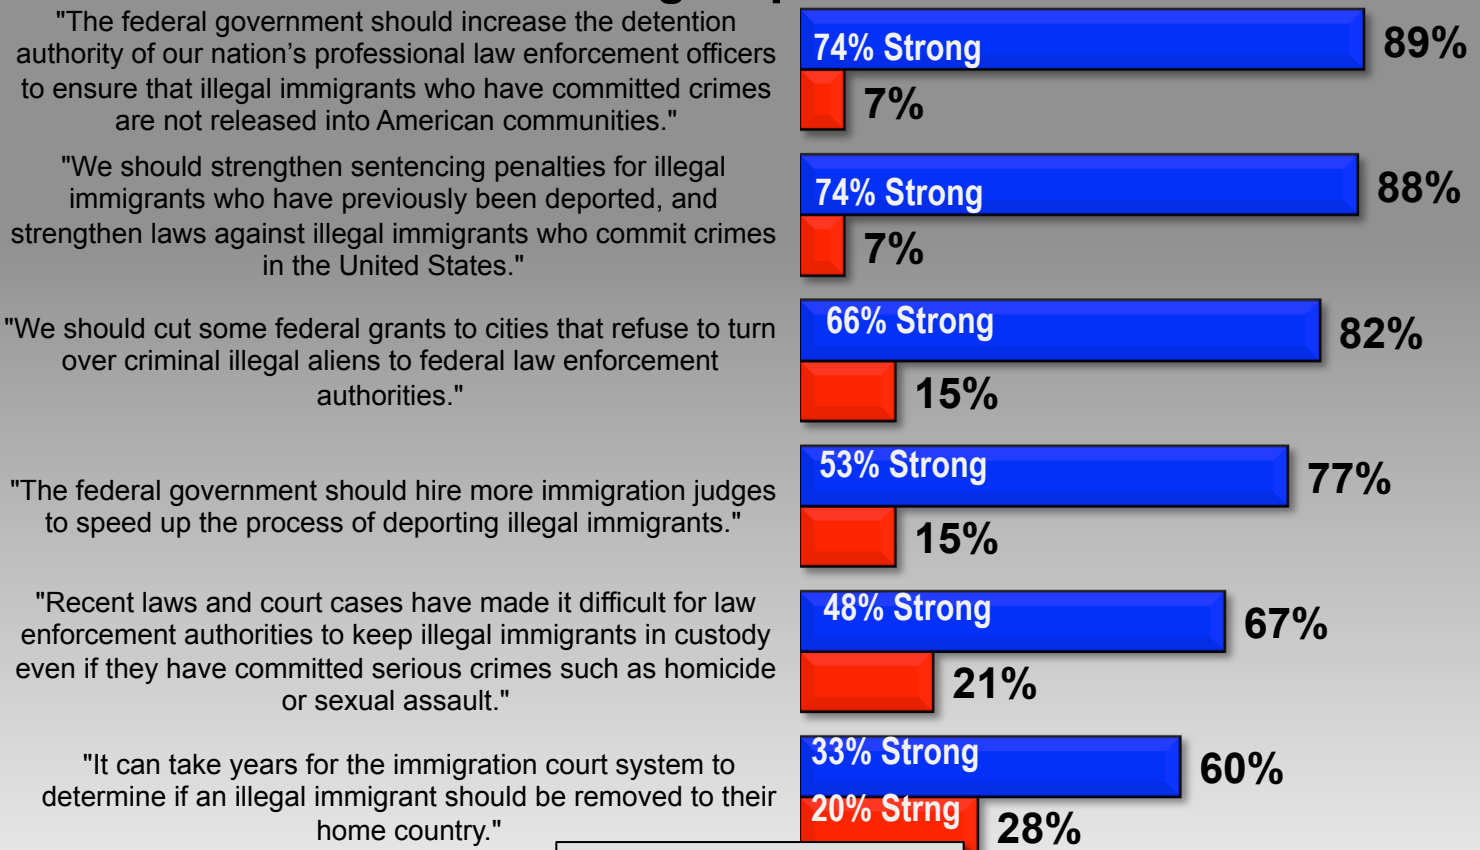 "The federal government should increase the detention
authority of our nation’s professional law enforcement officers
to ensure that illegal immigrants who have committed crimes
are not released into American communities."
74% Strong
89%
7%
"We should strengthen sentencing penalties for illegal
immigrants who have previously been deported, and
strengthen laws against illegal immigrants who commit crimes
in the United States."
74% Strong
88%
7%
"We should cut some federal grants to cities that refuse to turn
over criminal illegal aliens to federal law enforcement
authorities."
66% Strong
82%
15%
"The federal government should hire more immigration judges
to speed up the process of deporting illegal immigrants."
53% Strong
77%
15%
"Recent laws and court cases have made it difficult for law
enforcement authorities to keep illegal immigrants in custody
even if they have committed serious crimes such as homicide
or sexual assault."
48% Strong
67%
21%
"It can take years for the immigration court system to
determine if an illegal immigrant should be removed to their
home country."
33% Strong
60%
20% Strng
28%